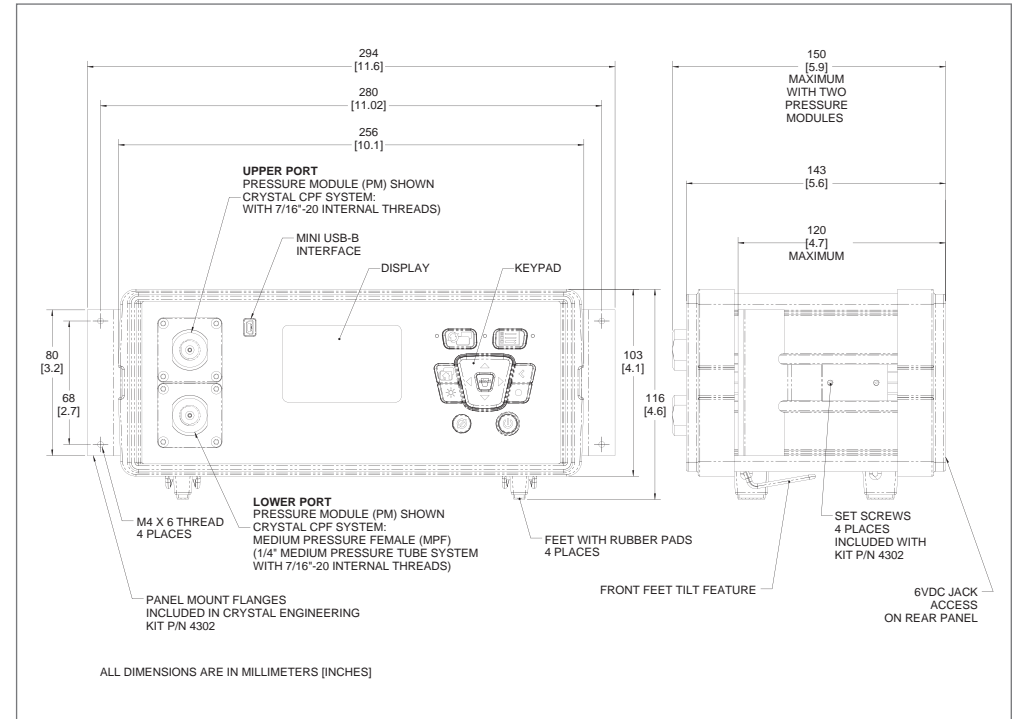 294
[11.6]
280
[11.02]
256
[10.1]
150
[5.9]
MAXIMUM
WITH TWO
PRESSURE
MODULES
143
[5.6]
120
[4.7]
MAXIMUM
UPPER PORT
PRESSURE MODULE (PM) SHOWN
CRYSTAL CPF SYSTEM:
WITH 7/16"-20 INTERNAL THREADS)
MINI USB-B
INTERFACE
DISPLAY
KEYPAD
80
[3.2]
68
[2.7]
103
[4.1]
116
[4.6]
M4 X 6 THREAD
4 PLACES
LOWER PORT
PRESSURE MODULE (PM) SHOWN
CRYSTAL CPF SYSTEM:
MEDIUM PRESSURE FEMALE (MPF)
(1/4" MEDIUM PRESSURE TUBE SYSTEM
WITH 7/16"-20 INTERNAL THREADS)
FEET WITH RUBBER PADS
4 PLACES
SET SCREWS
4 PLACES
INCLUDED WITH
KIT P/N 4302
FRONT FEET TILT FEATURE
6VDC JACK
ACCESS
ON REAR PANEL
PANEL MOUNT FLANGES
INCLUDED IN CRYSTAL ENGINEERING
KIT P/N 4302
ALL DIMENSIONS ARE IN MILLIMETERS [INCHES]